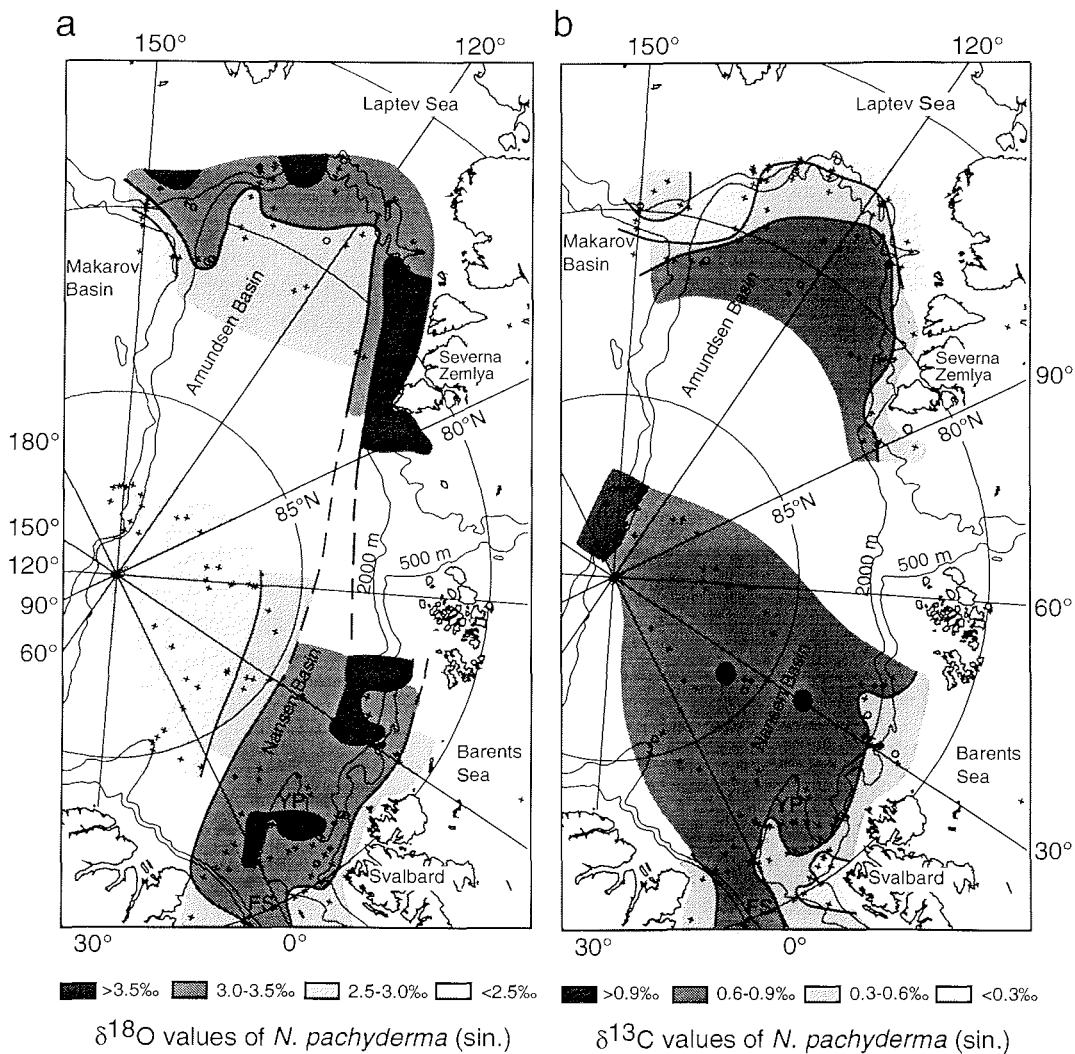 a
150°
120°
Laptev Sea
Makarov
Basin
Amundsen Basin
Severna
Zemlya
80°N
85°N
180°
150°
120°
90°
60°
2000 m
500 m
Nansen Basin
YP
Barents
Sea
Svalbard
FS
30°
0°
>3.5‰
3.0-3.5‰
2.5-3.0‰
<2.5‰
δ18O values of N. pachyderma (sin.)
b
150°
120°
Laptev Sea
Makarov
Basin
Amundsen Basin
Severna
Zemlya
90°
80°N
85°N
2000 m
500 m
60°
Nansen Basin
YP
Barents
Sea
Svalbard
30°
FS
30°
0°
>0.9‰
0.6-0.9‰
0.3-0.6‰
<0.3‰
δ13C values of N. pachyderma (sin.)